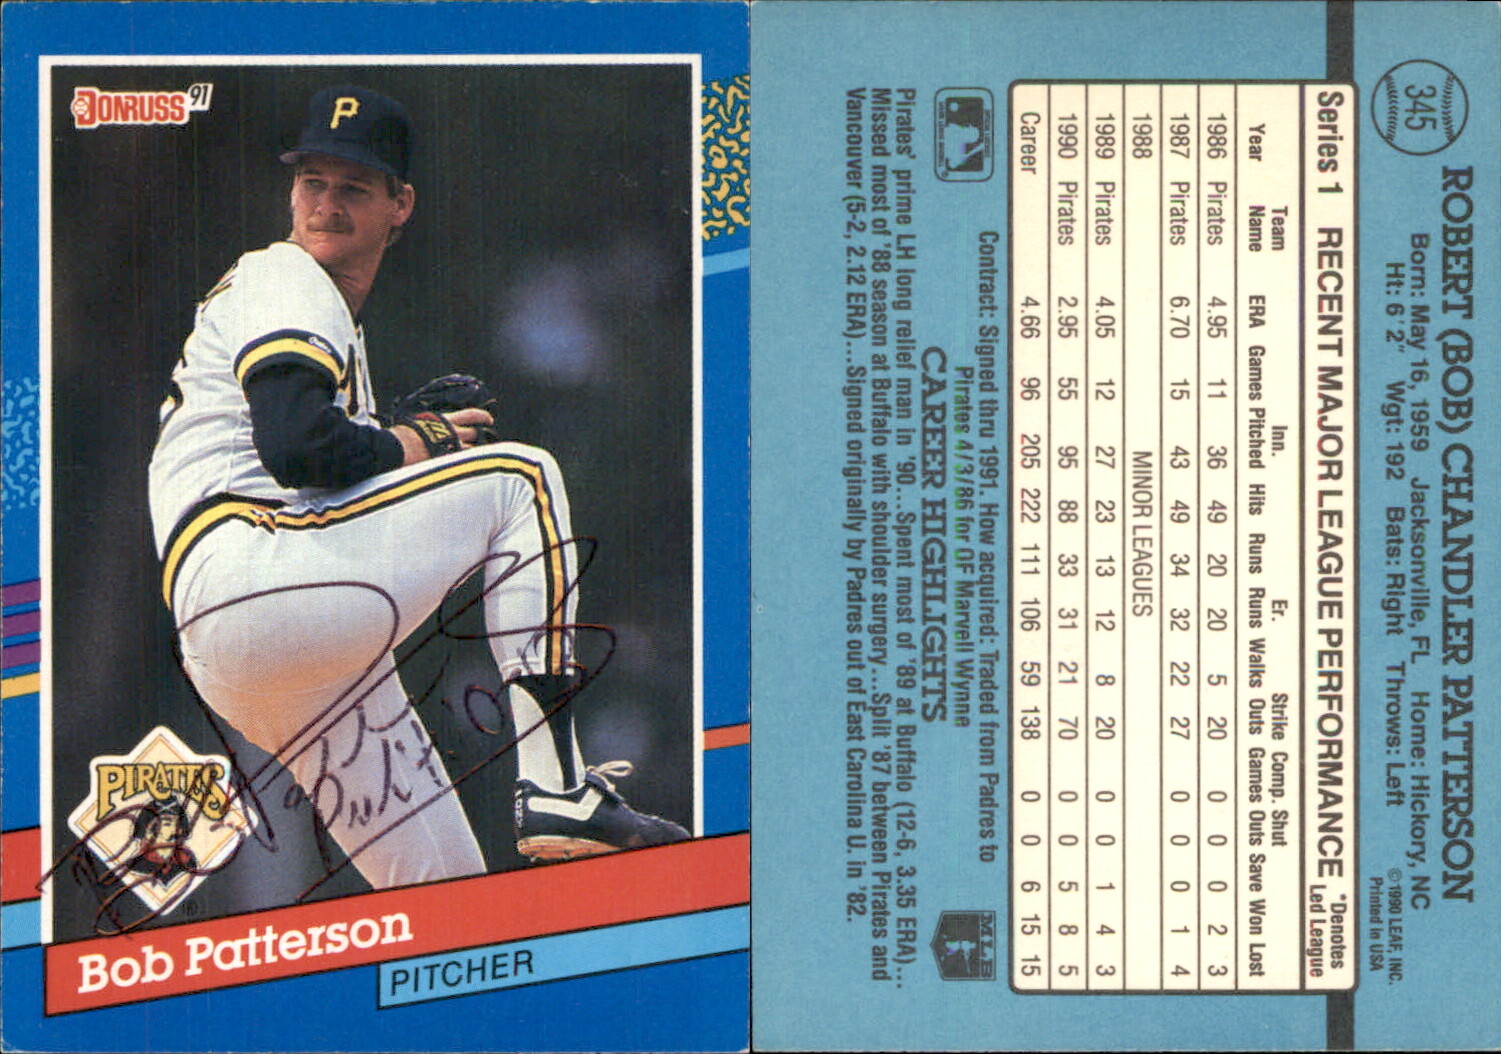 DONRUSS '91
P
PIRATES
Bob Patterson
PITCHER
345
ROBERT (BOB) CHANDLER PATTERSON
Born: May 16, 1959 Jacksonville, FL Home: Hickory, NC
Ht: 6'2" Wgt: 192 Bats: Right Throws: Left
©1990 LEAF, INC.
Printed in USA
Series 1 RECENT MAJOR LEAGUE PERFORMANCE *Denotes Led League
Year Team Name ERA Games Inn. Pitched Hits Runs Er. Runs Walks Strike Outs Comp. Games Shut Outs Save Won Lost
1986 Pirates 4.95 11 36 49 20 20 5 20 0 0 0 2 3
1987 Pirates 6.70 15 43 49 34 32 22 27 0 0 0 1 4
1988 MINOR LEAGUES
1989 Pirates 4.05 12 27 23 13 12 8 20 0 0 1 4 3
1990 Pirates 2.95 55 95 88 33 31 21 70 0 0 5 8 5
Career 4.66 96 205 222 111 106 59 138 0 0 6 15 15
Contract: Signed thru 1991. How acquired: Traded from Padres to
Pirates 4/3/86 for OF Marvell Wynne
CAREER HIGHLIGHTS
Pirates' prime LH long relief man in '90...Spent most of '89 at Buffalo (12-6, 3.35 ERA)...
Missed most of '88 season at Buffalo with shoulder surgery...Split '87 between Pirates and
Vancouver (5-2, 2.12 ERA)...Signed originally by Padres out of East Carolina U. in '82.
MLB